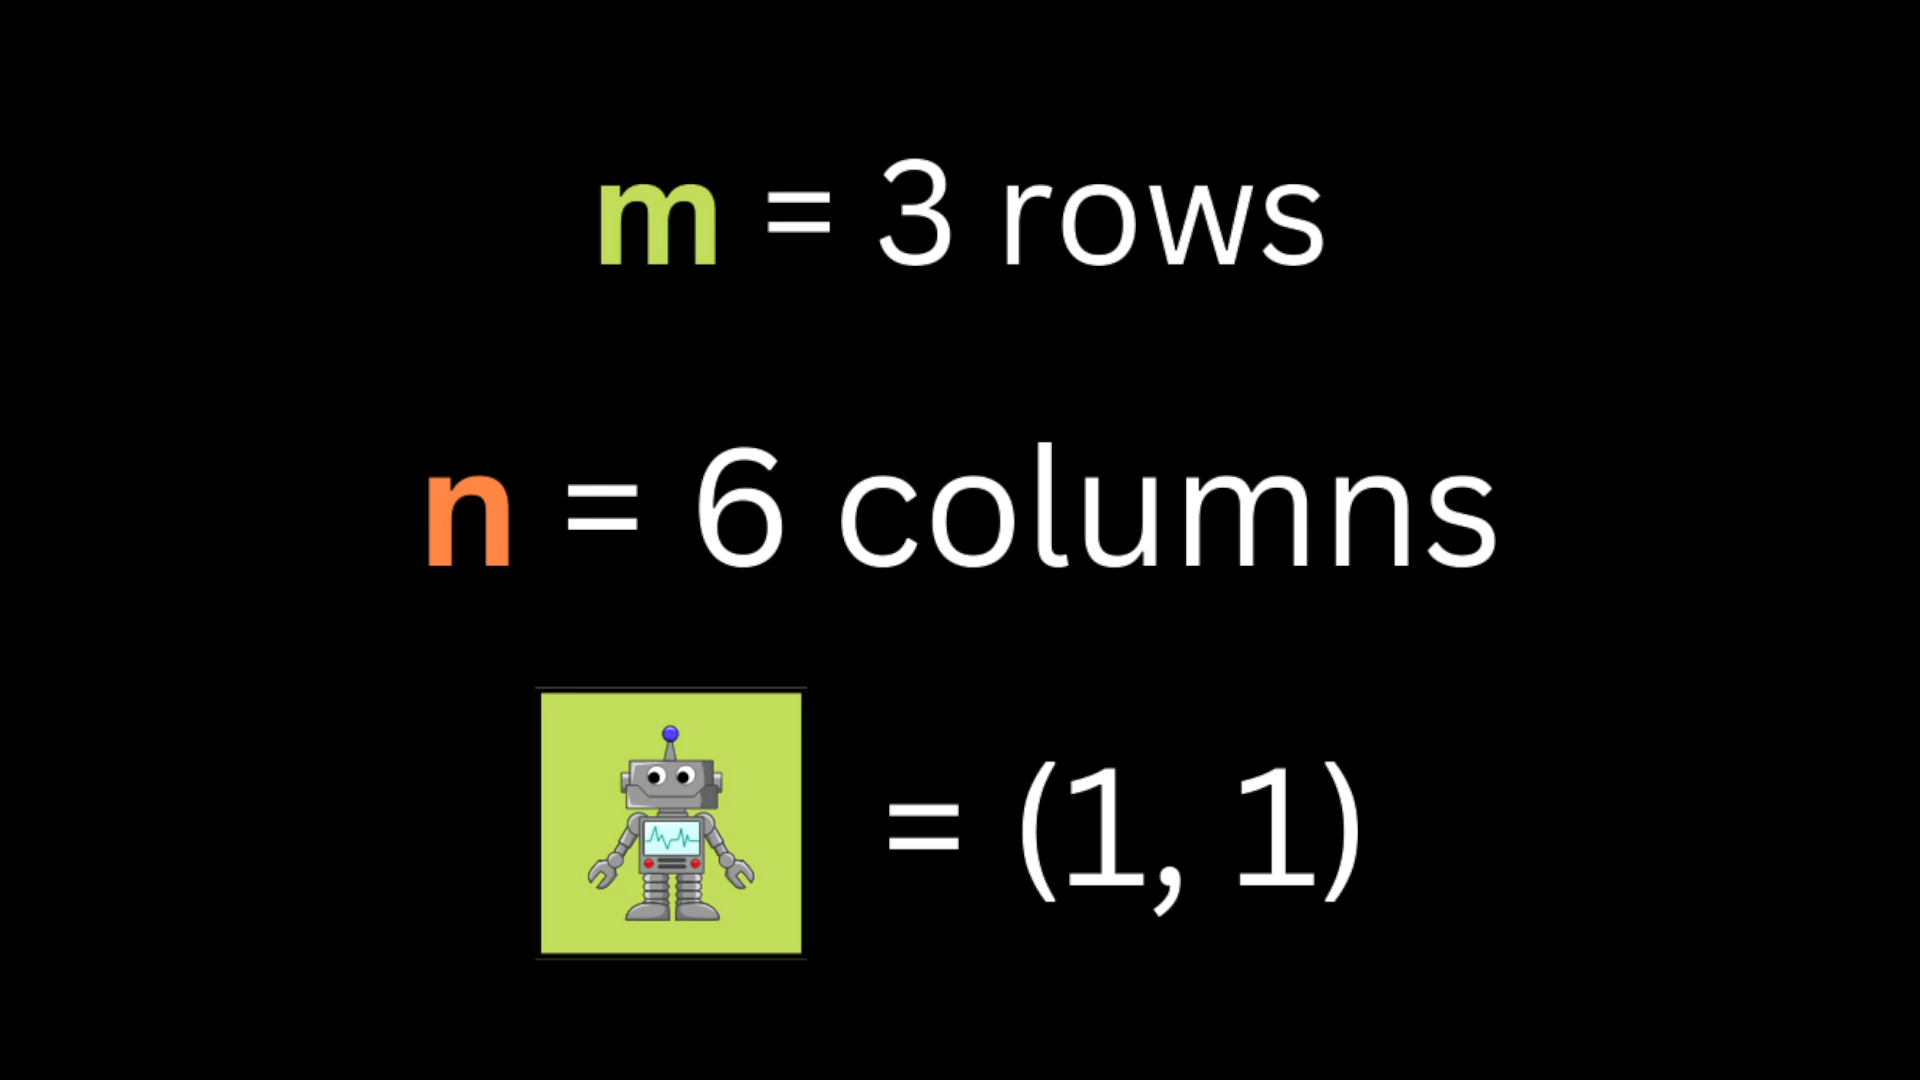 m = 3 rows
n = 6 columns
= (1, 1)